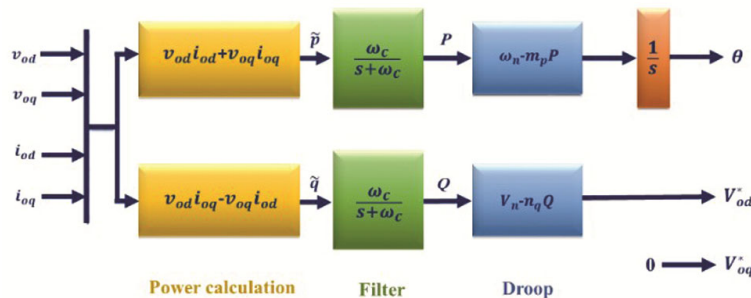 v_od
v_oq
i_od
i_oq
v_od i_od+v_oq i_oq
p̃
ω_c
s+ω_c
P
ω_n-m_p P
1
s
θ
v_od i_oq-v_oq i_od
q̃
ω_c
s+ω_c
Q
V_n-n_q Q
V*_od
0
V*_oq
Power calculation
Filter
Droop